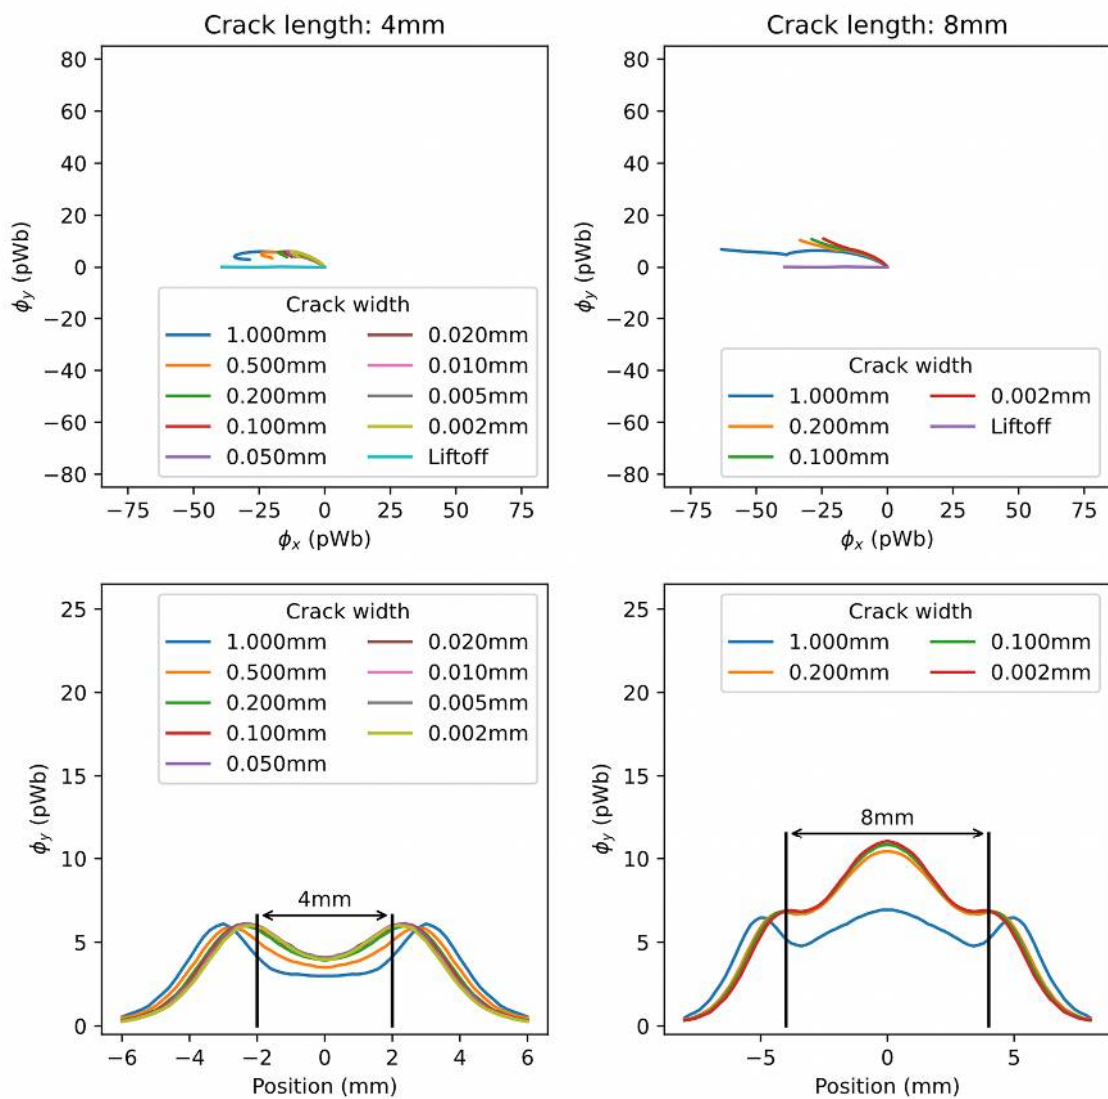 Crack length: 4mm
80
60
40
20
0
−20
−40
−60
−80
ϕy (pWb)
Crack width
1.000mm
0.500mm
0.200mm
0.100mm
0.050mm
0.020mm
0.010mm
0.005mm
0.002mm
Liftoff
−75 −50 −25 0 25 50 75
ϕx (pWb)
Crack length: 8mm
80
60
40
20
0
−20
−40
−60
−80
ϕy (pWb)
Crack width
1.000mm
0.200mm
0.100mm
0.002mm
Liftoff
−75 −50 −25 0 25 50 75
ϕx (pWb)
25
20
15
10
5
0
ϕy (pWb)
Crack width
1.000mm
0.500mm
0.200mm
0.100mm
0.050mm
0.020mm
0.010mm
0.005mm
0.002mm
4mm
−6 −4 −2 0 2 4 6
Position (mm)
25
20
15
10
5
0
ϕy (pWb)
Crack width
1.000mm
0.200mm
0.100mm
0.002mm
8mm
−5 0 5
Position (mm)